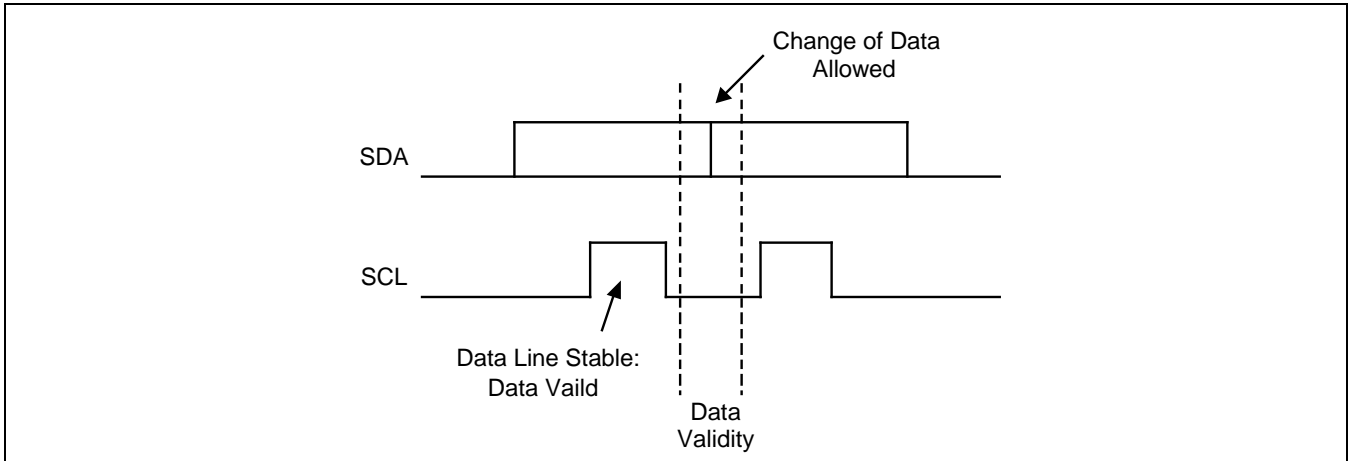 Change of Data
Allowed
SDA
SCL
Data Line Stable:
Data Vaild
Data
Validity